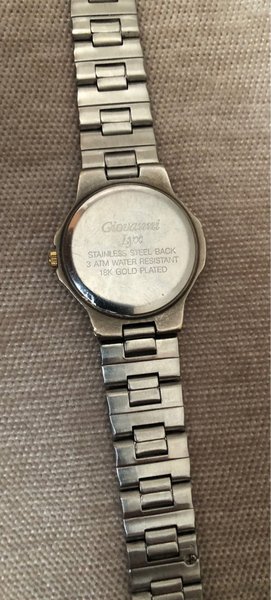 Giovanni
STAINLESS STEEL BACK
3 ATM WATER RESISTANT
18K GOLD PLATED